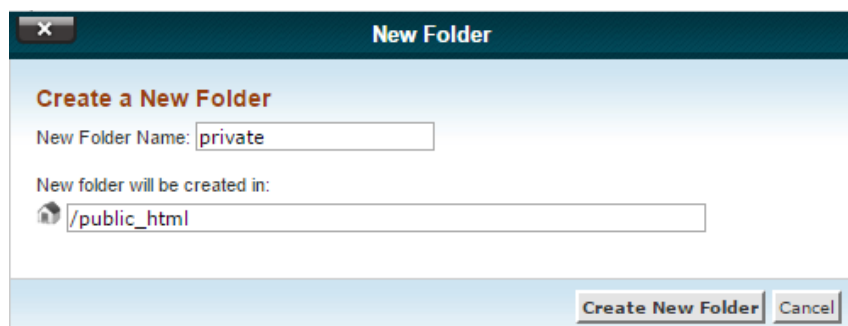 New Folder
Create a New Folder
New Folder Name: private
New folder will be created in:
/public_html
Create New Folder Cancel